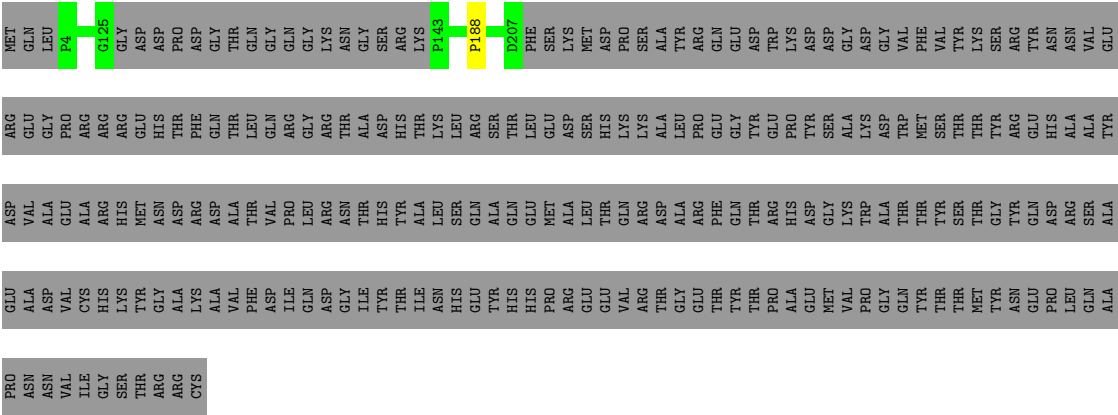 MET GLN LEU P4 G125 GLY ASP ASP PRO ASP GLY THR GLN GLY GLN GLY LYS ASN GLY SER ARG LYS P143 P188 D207 PHE SER LYS MET ASP PRO SER ALA TYR ARG GLN GLU ASP TRP LYS ASP ASP GLY ASP GLY VAL PHE VAL TYR LYS SER ARG TYR ASN ASN VAL GLU
ARG GLU GLY PRO ARG ARG ARG GLU HIS THR PHE GLN THR LEU GLN ARG GLY ARG THR ALA ASP HIS THR LYS LEU ARG SER THR LEU GLU ASP SER HIS LYS LYS ALA LEU PRO GLU GLY TYR GLU PRO TYR SER ALA LYS ASP TRP MET SER THR THR TYR ARG GLU HIS ALA ALA TYR
ASP VAL ALA GLU ALA ARG HIS MET ASN ASP ARG ASP ALA THR VAL PRO LEU ARG ASN THR HIS TYR ALA LEU SER GLN ALA GLN GLU MET ALA LEU THR GLN ARG ASP ALA ARG PHE GLN THR ARG HIS ASP GLY LYS TRP ALA THR THR TYR SER THR GLY TYR GLN ASP ARG SER ALA
GLU ALA ASP VAL CYS HIS LYS TYR GLY ALA LYS ALA VAL PHE ASP ILE GLN ASP GLY ILE TYR THR ILE ASN HIS GLU TYR HIS HIS PRO ARG GLU GLU VAL ARG THR GLY GLU THR TYR THR PRO ALA GLU MET VAL PRO GLY GLN TYR THR THR MET TYR ASN GLU PRO LEU GLN ALA
PRO ASN ASN VAL ILE GLY SER THR ARG ARG CYS